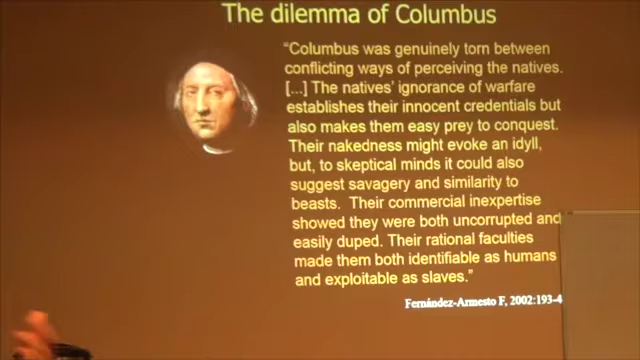 The dilemma of Columbus
“Columbus was genuinely torn between
conflicting ways of perceiving the natives.
[...] The natives’ ignorance of warfare
establishes their innocent credentials but
also makes them easy prey to conquest.
Their nakedness might evoke an idyll,
but, to skeptical minds it could also
suggest savagery and similarity to
beasts. Their commercial inexpertise
showed they were both uncorrupted and
easily duped. Their rational faculties
made them both identifiable as humans
and exploitable as slaves.”
Fernández-Armesto F, 2002:193-4